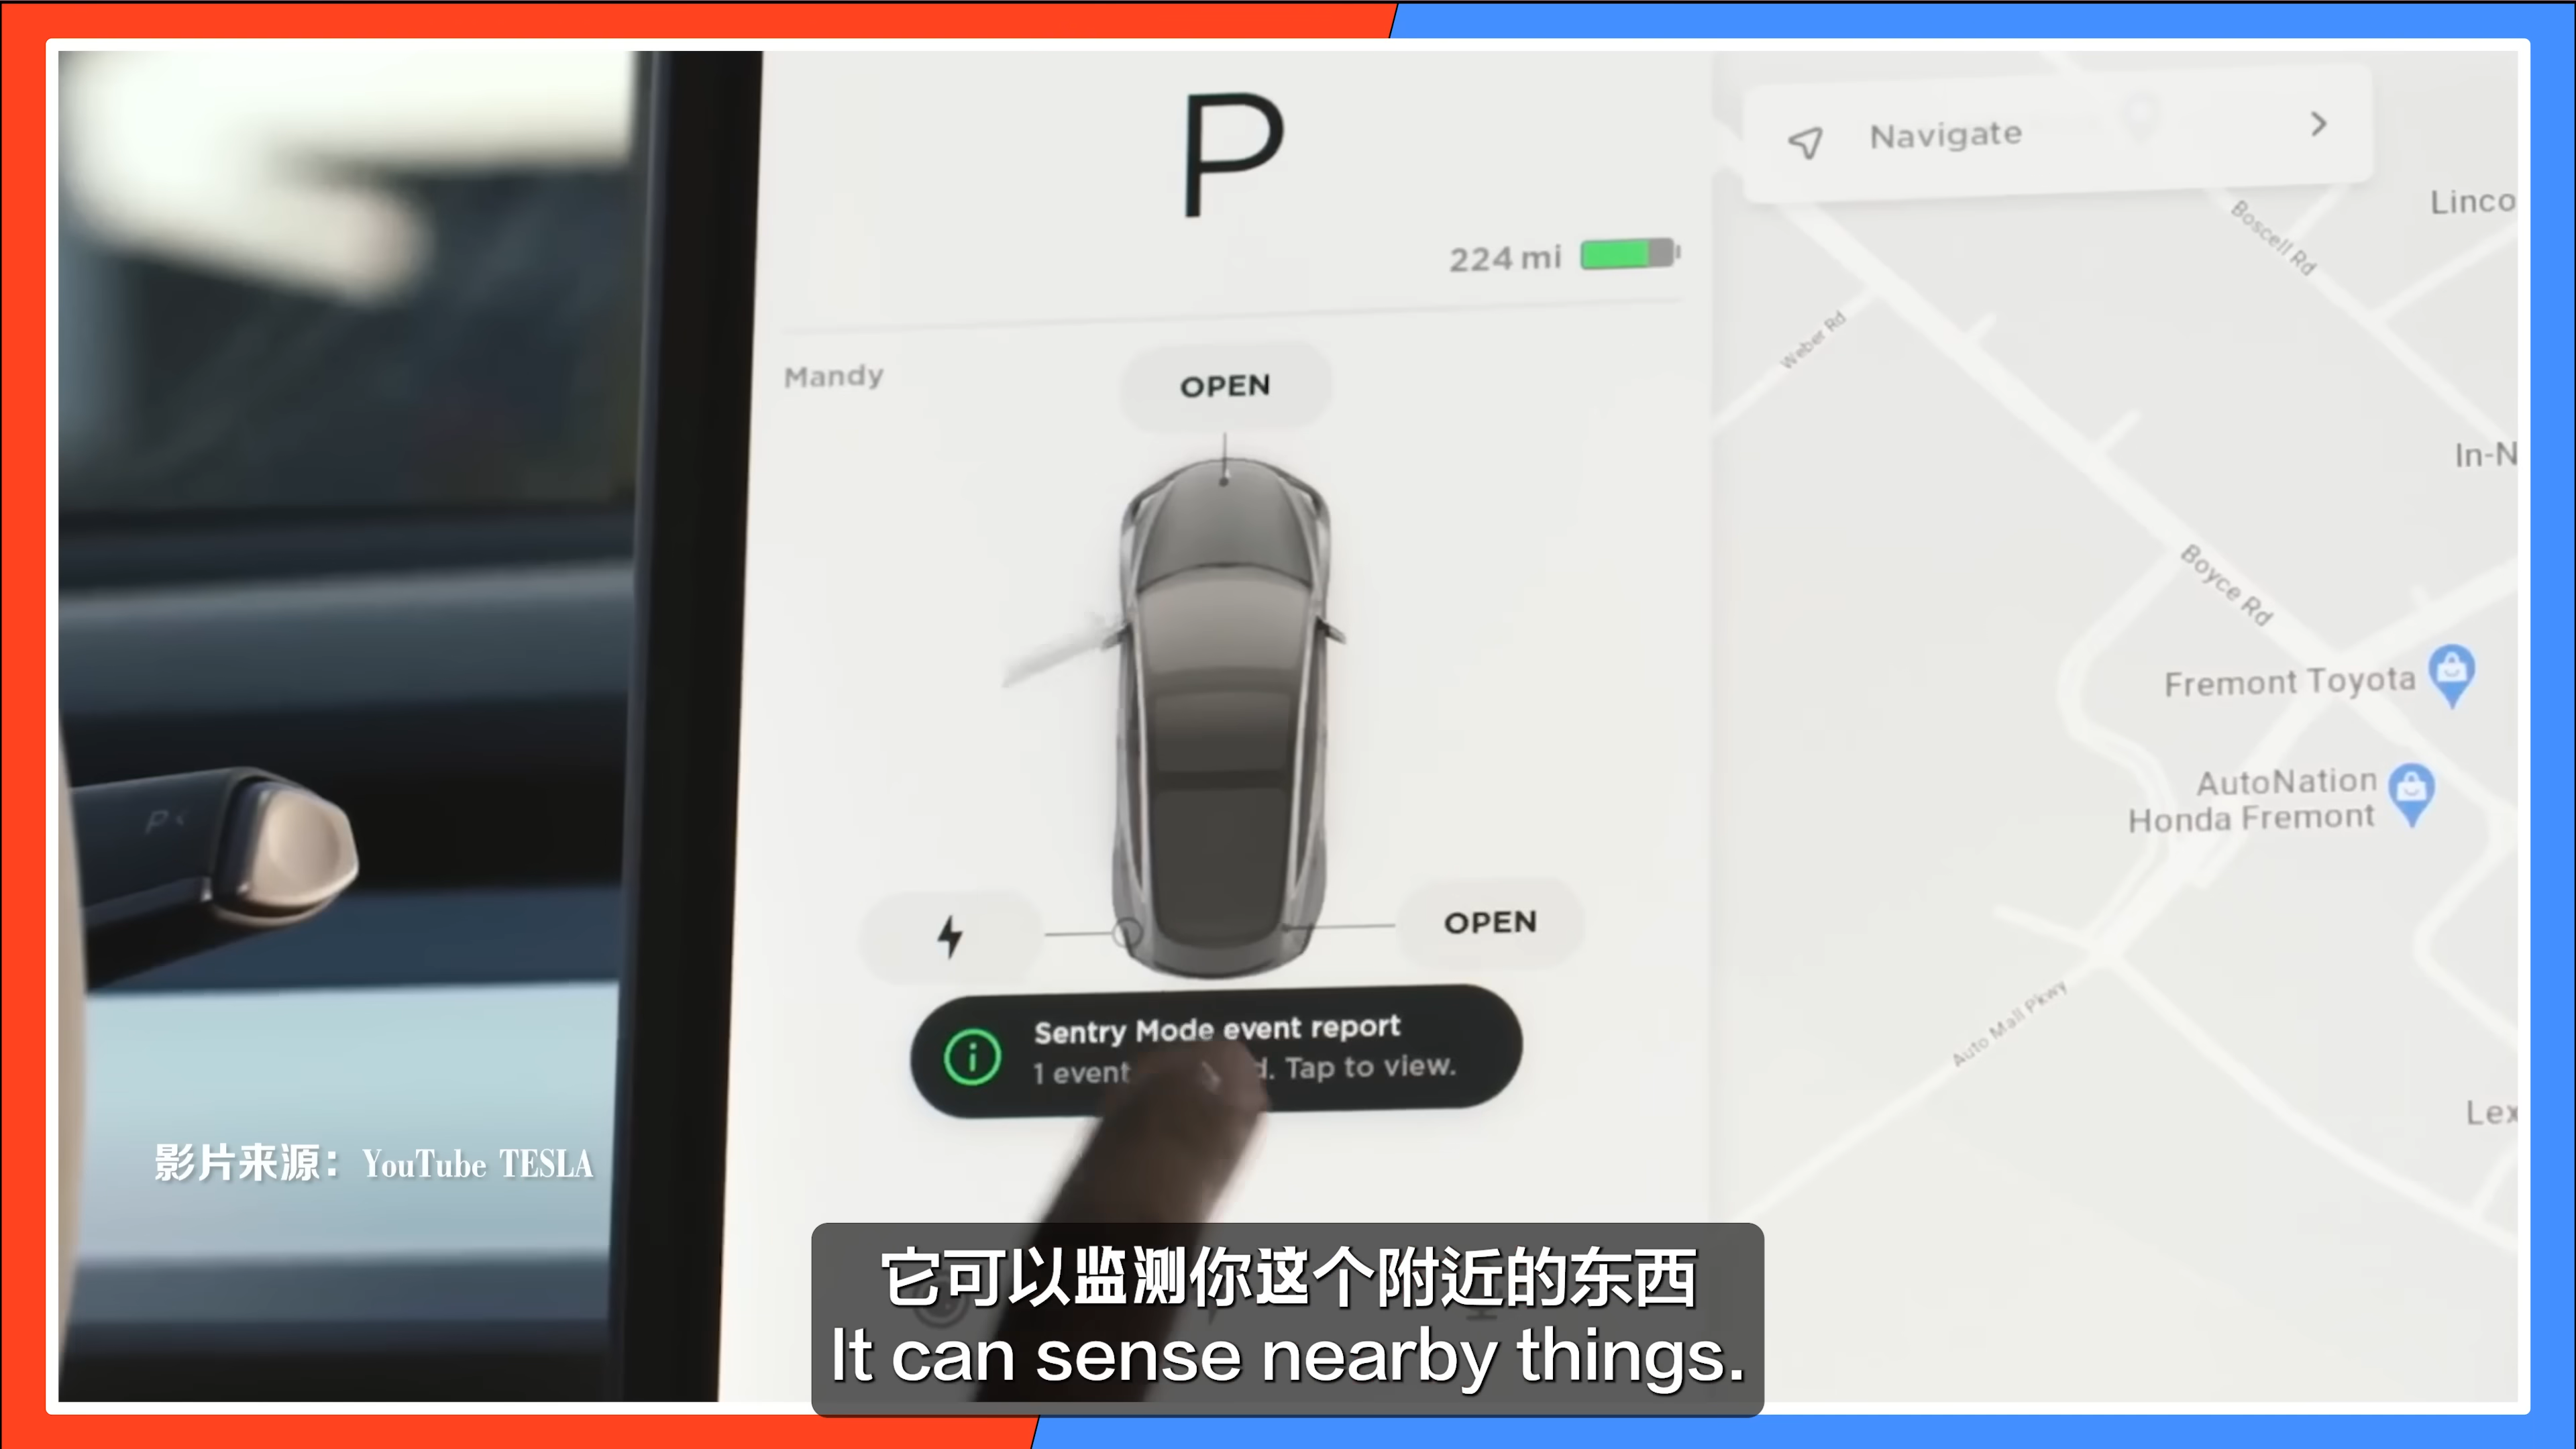 P
Navigate
224 mi
Linco
Boscell Rd
Weber Rd
Mandy
OPEN
In-N
Boyce Rd
Fremont Toyota
AutoNation
Honda Fremont
P
OPEN
Sentry Mode event report
1 event d. Tap to view.
Auto Mall Pkwy
Lex
影片来源：YouTube TESLA
它可以监测你这个附近的东西
It can sense nearby things.